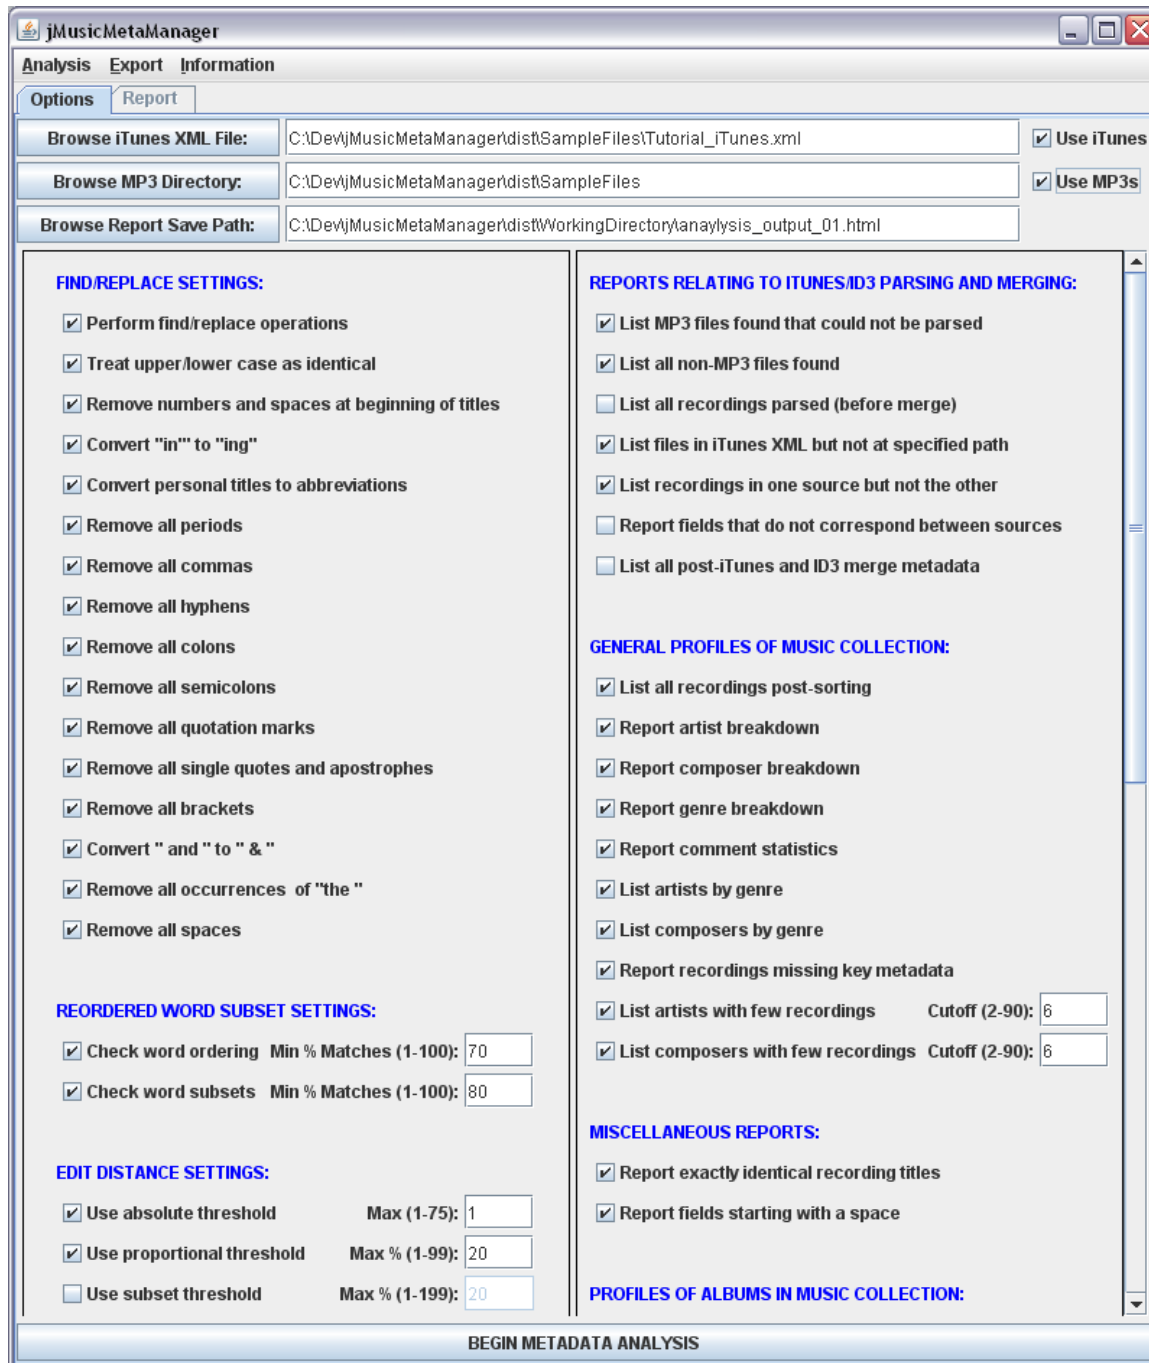 jMusicMetaManager
Analysis Export Information
Options Report
Browse iTunes XML File: C:\Dev\jMusicMetaManager\dist\SampleFiles\Tutorial_iTunes.xml Use iTunes
Browse MP3 Directory: C:\Dev\jMusicMetaManager\dist\SampleFiles Use MP3s
Browse Report Save Path: C:\Dev\jMusicMetaManager\dist\WorkingDirectory\anaylysis_output_01.html
FIND/REPLACE SETTINGS:
Perform find/replace operations
Treat upper/lower case as identical
Remove numbers and spaces at beginning of titles
Convert "in'" to "ing"
Convert personal titles to abbreviations
Remove all periods
Remove all commas
Remove all hyphens
Remove all colons
Remove all semicolons
Remove all quotation marks
Remove all single quotes and apostrophes
Remove all brackets
Convert " and " to " & "
Remove all occurrences of "the "
Remove all spaces
REORDERED WORD SUBSET SETTINGS:
Check word ordering Min % Matches (1-100): 70
Check word subsets Min % Matches (1-100): 80
EDIT DISTANCE SETTINGS:
Use absolute threshold Max (1-75): 1
Use proportional threshold Max % (1-99): 20
Use subset threshold Max % (1-199): 20
REPORTS RELATING TO ITUNES/ID3 PARSING AND MERGING:
List MP3 files found that could not be parsed
List all non-MP3 files found
List all recordings parsed (before merge)
List files in iTunes XML but not at specified path
List recordings in one source but not the other
Report fields that do not correspond between sources
List all post-iTunes and ID3 merge metadata
GENERAL PROFILES OF MUSIC COLLECTION:
List all recordings post-sorting
Report artist breakdown
Report composer breakdown
Report genre breakdown
Report comment statistics
List artists by genre
List composers by genre
Report recordings missing key metadata
List artists with few recordings Cutoff (2-90): 6
List composers with few recordings Cutoff (2-90): 6
MISCELLANEOUS REPORTS:
Report exactly identical recording titles
Report fields starting with a space
PROFILES OF ALBUMS IN MUSIC COLLECTION:
BEGIN METADATA ANALYSIS